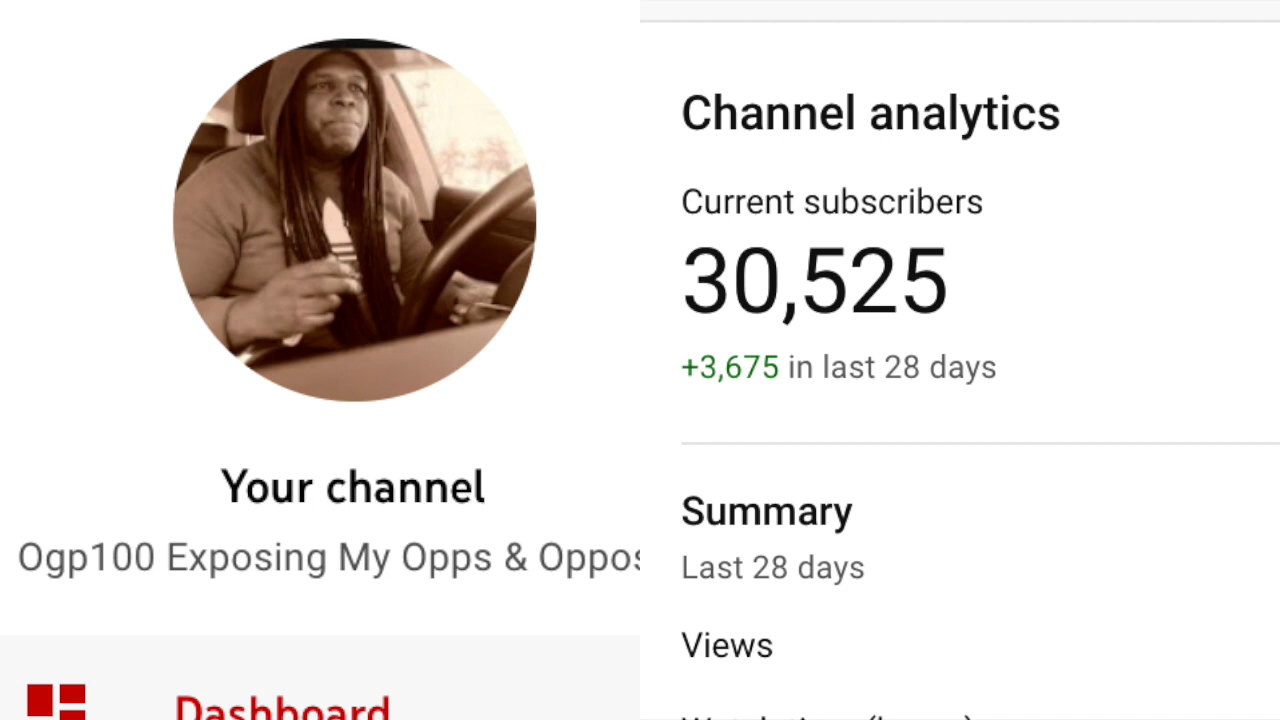 Your channel
Ogp100 Exposing My Opps & Oppos
Dashboard
Channel analytics
Current subscribers
30,525
+3,675 in last 28 days
Summary
Last 28 days
Views